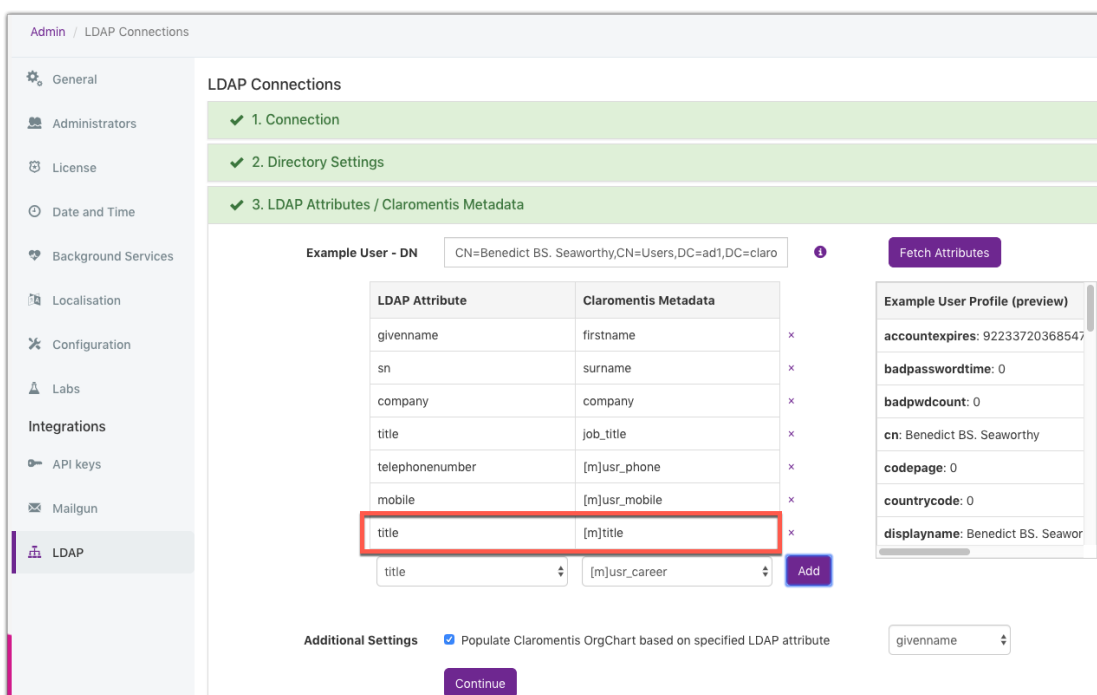 Admin / LDAP Connections
General
Administrators
License
Date and Time
Background Services
Localisation
Configuration
Labs
Integrations
API keys
Mailgun
LDAP
LDAP Connections
1. Connection
2. Directory Settings
3. LDAP Attributes / Claromentis Metadata
Example User - DN CN=Benedict BS. Seaworthy,CN=Users,DC=ad1,DC=claro Fetch Attributes
LDAP Attribute Claromentis Metadata
givenname firstname ×
sn surname ×
company company ×
title job_title ×
telephonenumber [m]usr_phone ×
mobile [m]usr_mobile ×
title [m]title ×
title [m]usr_career Add
Example User Profile (preview)
accountexpires: 92233720368547
badpasswordtime: 0
badpwdcount: 0
cn: Benedict BS. Seaworthy
codepage: 0
countrycode: 0
displayname: Benedict BS. Seawor
Additional Settings Populate Claromentis OrgChart based on specified LDAP attribute givenname
Continue